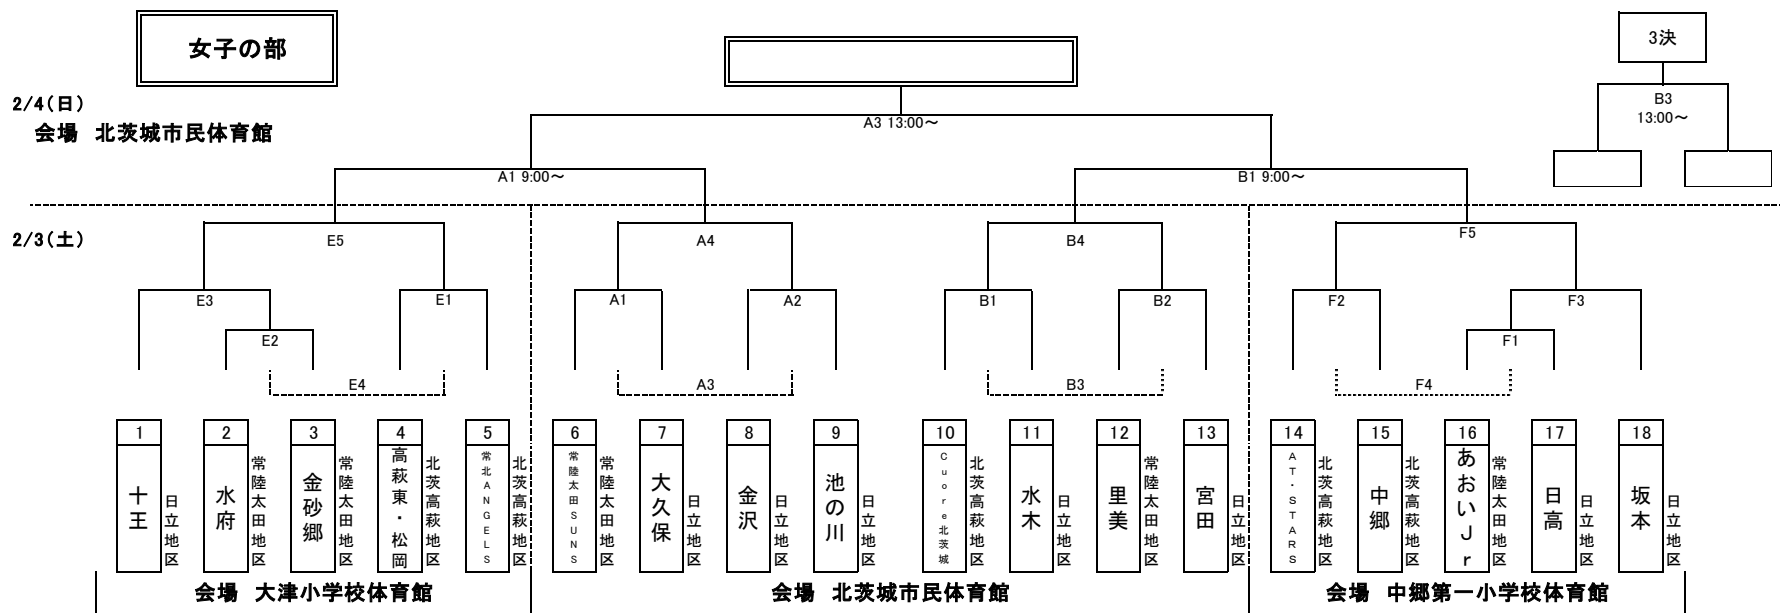 女子の部
3決
2/4(日)
会場 北茨城市民体育館
B3
13:00～
A3 13:00～
A1 9:00～
B1 9:00～
2/3(土)
E5
A4
B4
F5
E3
E1
A1
A2
B1
B2
F2
F3
E2
F1
E4
A3
B3
F4
1
十王
日立地区
2
水府
常陸太田地区
3
金砂郷
常陸太田地区
4
高萩東・松岡
北茨高萩地区
5
常北ANGELS
北茨高萩地区
6
常陸太田SUNS
常陸太田地区
7
大久保
日立地区
8
金沢
日立地区
9
池の川
日立地区
10
Cuore北茨城
北茨高萩地区
11
水木
日立地区
12
里美
常陸太田地区
13
宮田
日立地区
14
AT・STARS
北茨高萩地区
15
中郷
北茨高萩地区
16
あおいJr
常陸太田地区
17
日高
日立地区
18
坂本
日立地区
会場 大津小学校体育館
会場 北茨城市民体育館
会場 中郷第一小学校体育館